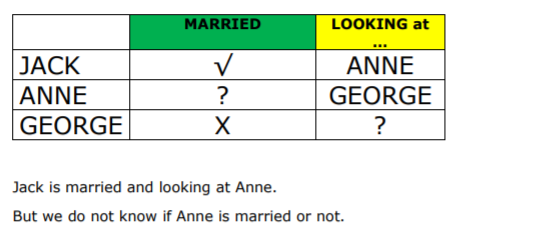 MARRIED LOOKING at ...
JACK √ ANNE
ANNE ? GEORGE
GEORGE X ?
Jack is married and looking at Anne.
But we do not know if Anne is married or not.